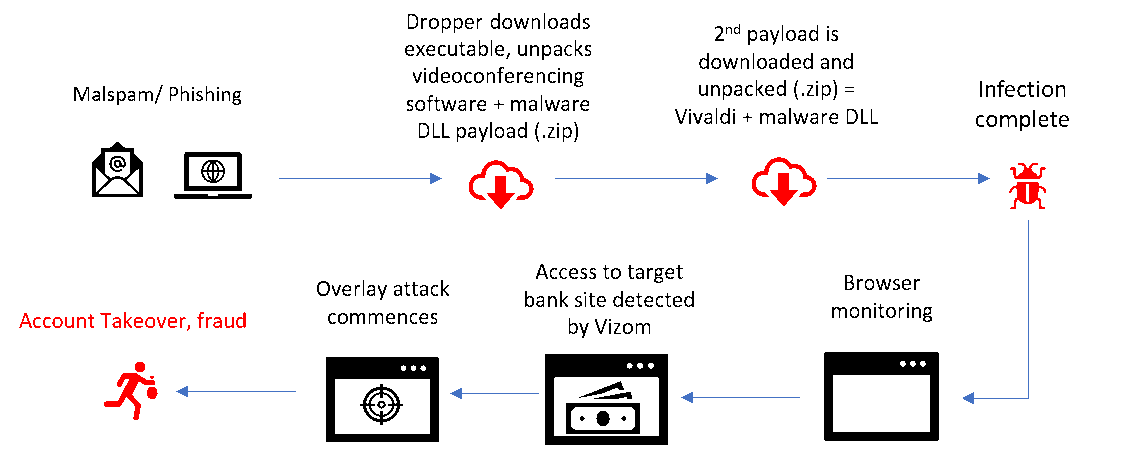 Malspam/ Phishing
Dropper downloads
executable, unpacks
videoconferencing
software + malware
DLL payload (.zip)
2nd payload is
downloaded and
unpacked (.zip) =
Vivaldi + malware DLL
Infection
complete
Browser
monitoring
Access to target
bank site detected
by Vizom
Overlay attack
commences
Account Takeover, fraud